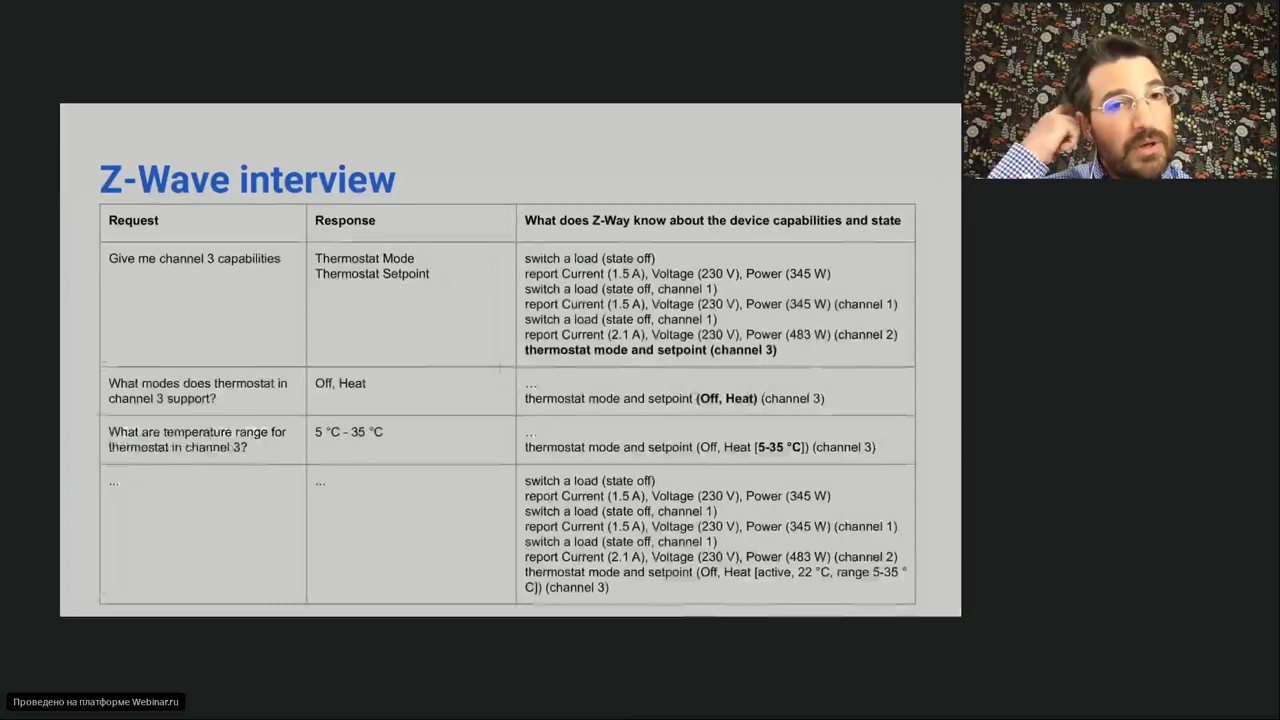 Z-Wave interview
Request
Response
What does Z-Way know about the device capabilities and state
Give me channel 3 capabilities
Thermostat Mode
Thermostat Setpoint
switch a load (state off)
report Current (1.5 A), Voltage (230 V), Power (345 W)
switch a load (state off, channel 1)
report Current (1.5 A), Voltage (230 V), Power (345 W) (channel 1)
switch a load (state off, channel 1)
report Current (2.1 A), Voltage (230 V), Power (483 W) (channel 2)
thermostat mode and setpoint (channel 3)
What modes does thermostat in
channel 3 support?
Off, Heat
…
thermostat mode and setpoint (Off, Heat) (channel 3)
What are temperature range for
thermostat in channel 3?
5 °C - 35 °C
…
thermostat mode and setpoint (Off, Heat [5-35 °C]) (channel 3)
...
...
switch a load (state off)
report Current (1.5 A), Voltage (230 V), Power (345 W)
switch a load (state off, channel 1)
report Current (1.5 A), Voltage (230 V), Power (345 W) (channel 1)
switch a load (state off, channel 1)
report Current (2.1 A), Voltage (230 V), Power (483 W) (channel 2)
thermostat mode and setpoint (Off, Heat [active, 22 °C, range 5-35 °
C]) (channel 3)
Проведено на платформе Webinar.ru